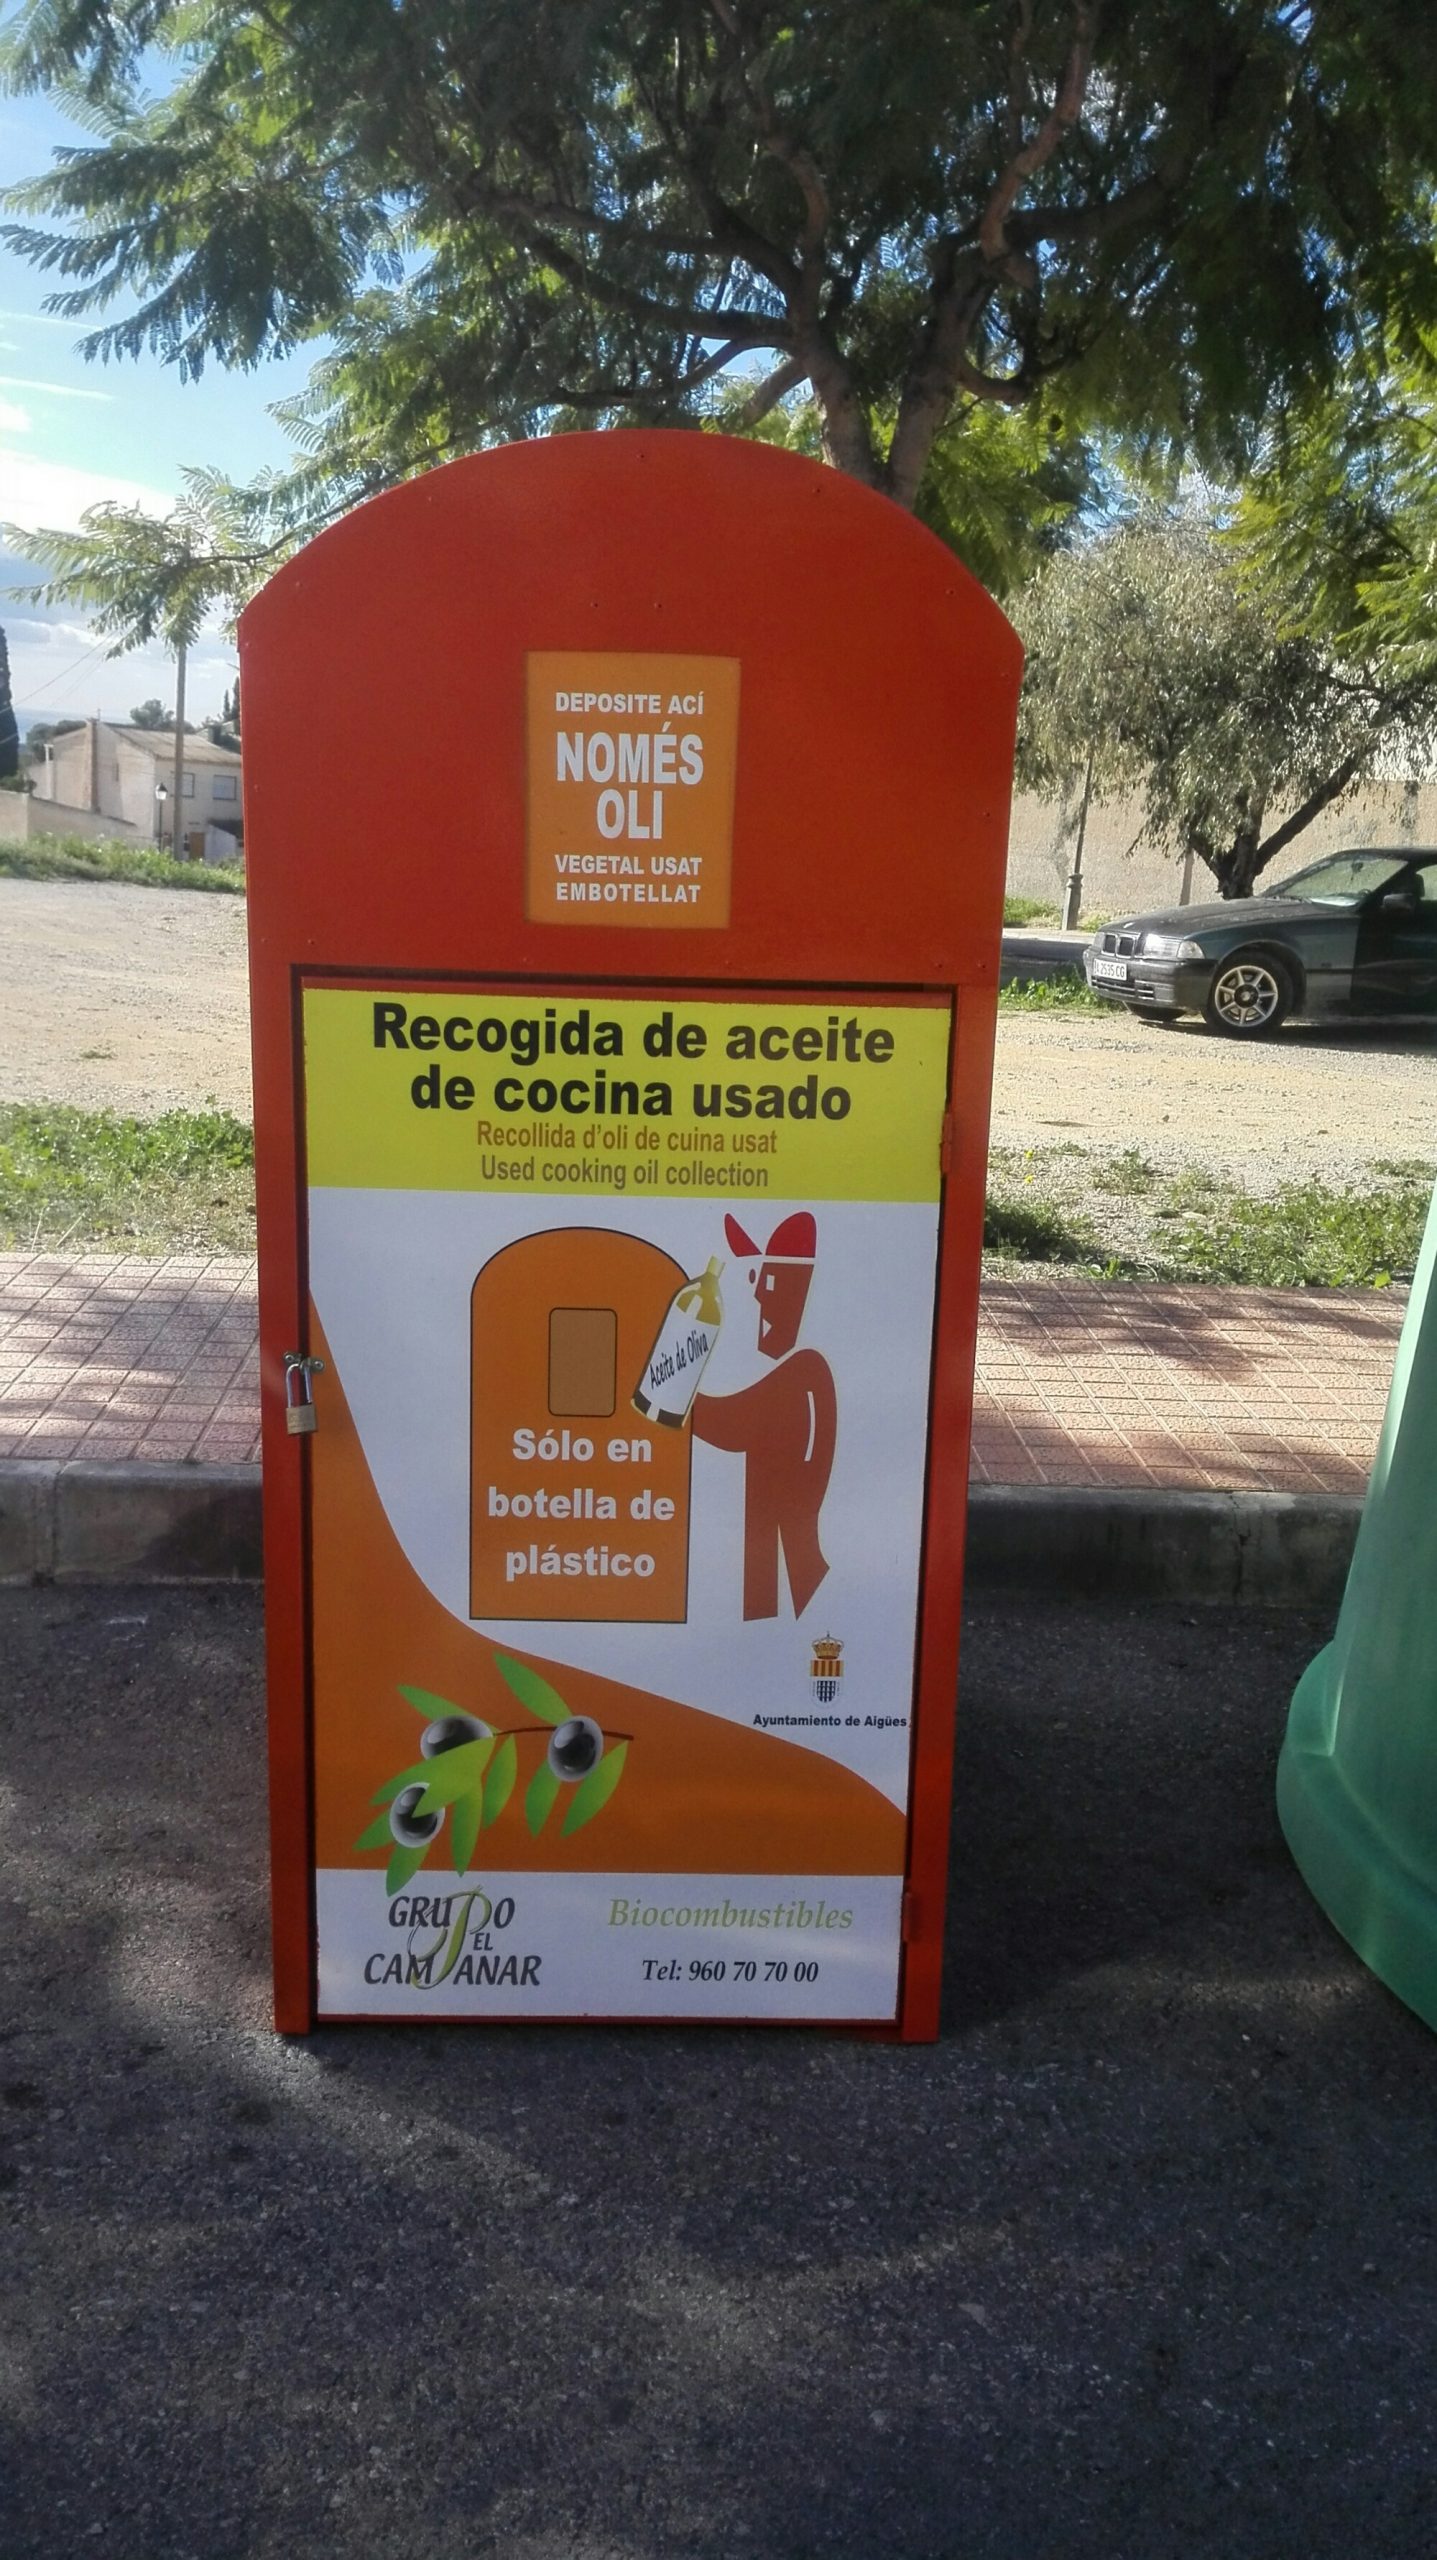 DEPOSITE ACÍ
NOMÉS
OLI
VEGETAL USAT
EMBOTELLAT
Recogida de aceite
de cocina usado
Recollida d'oli de cuina usat
Used cooking oil collection
Aceite de Oliva
Sólo en
botella de
plástico
Ayuntamiento de Aigües
GRUPO
EL
CAMPANAR
Biocombustibles
Tel: 960 70 70 00